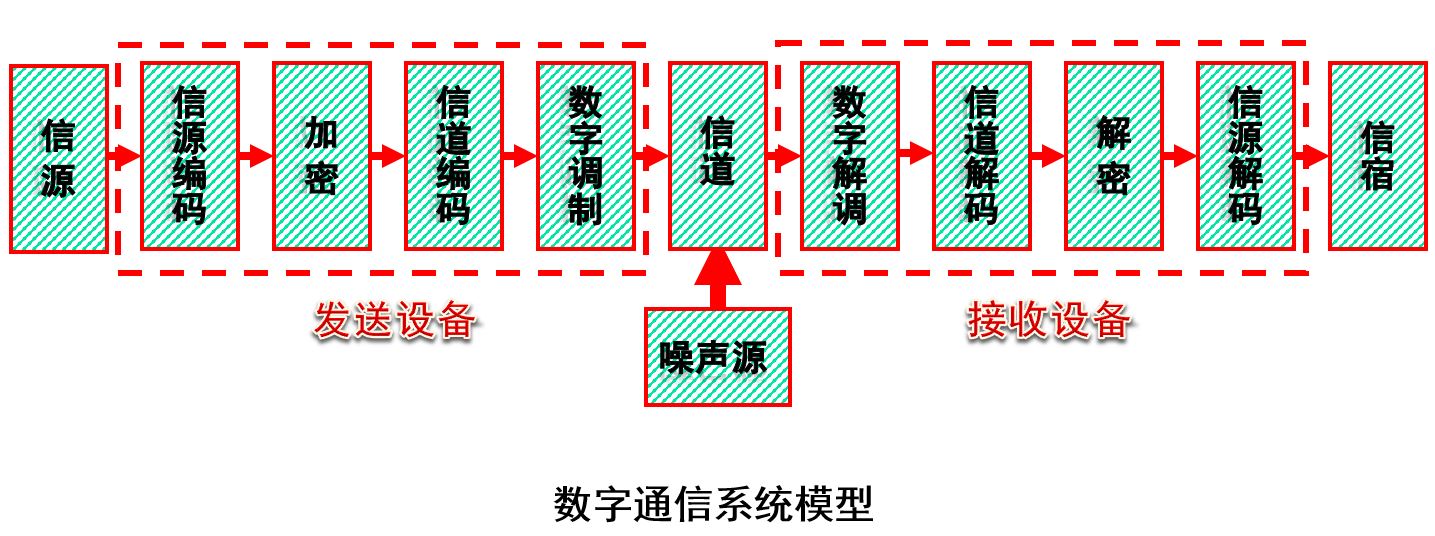 信源
信源编码
加密
信道编码
数字调制
信道
数字解调
信道解码
解密
信源解码
信宿
发送设备
接收设备
噪声源
数字通信系统模型